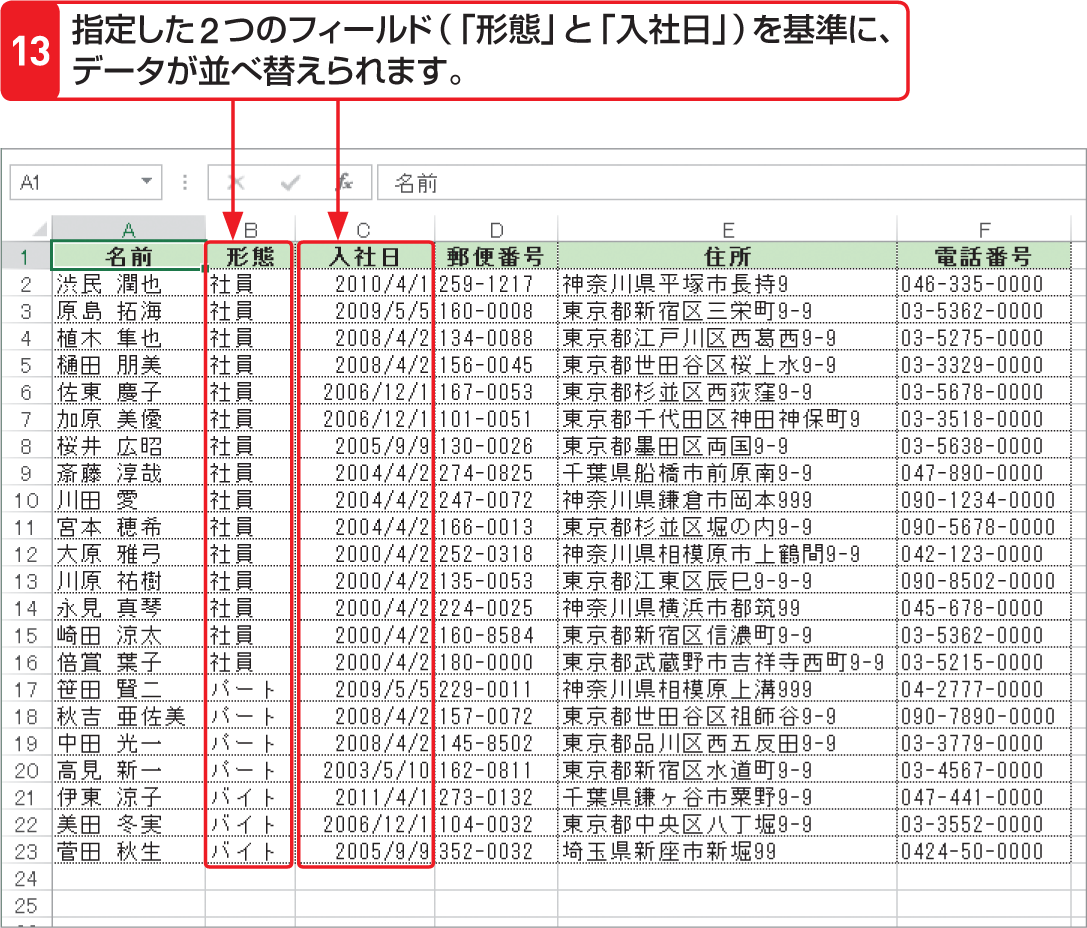 13
指定した2つのフィールド(「形態」と「入社日」)を基準に、
データが並べ替えられます。
A1 fx 名前
A B C D E F
1 名前 形態 入社日 郵便番号 住所 電話番号
2 渋民 潤也 社員 2010/4/1 259-1217 神奈川県平塚市長持9 046-335-0000
3 原島 拓海 社員 2009/5/5 160-0008 東京都新宿区三栄町9-9 03-5362-0000
4 植木 隼也 社員 2008/4/2 134-0088 東京都江戸川区西葛西9-9 03-5275-0000
5 樋田 朋美 社員 2008/4/2 156-0045 東京都世田谷区桜上水9-9 03-3329-0000
6 佐東 慶子 社員 2006/12/1 167-0053 東京都杉並区西荻窪9-9 03-5678-0000
7 加原 美優 社員 2006/12/1 101-0051 東京都千代田区神田神保町9 03-3518-0000
8 桜井 広昭 社員 2005/9/9 130-0026 東京都墨田区両国9-9 03-5638-0000
9 斎藤 淳哉 社員 2004/4/2 274-0825 千葉県船橋市前原南9-9 047-890-0000
10 川田 愛 社員 2004/4/2 247-0072 神奈川県鎌倉市岡本999 090-1234-0000
11 宮本 穂希 社員 2004/4/2 166-0013 東京都杉並区堀の内9-9 090-5678-0000
12 大原 雅弓 社員 2000/4/2 252-0318 神奈川県相模原市上鶴間9-9 042-123-0000
13 川原 祐樹 社員 2000/4/2 135-0053 東京都江東区辰巳9-9-9 090-8502-0000
14 永見 真琴 社員 2000/4/2 224-0025 神奈川県横浜市都筑99 045-678-0000
15 崎田 涼太 社員 2000/4/2 160-8584 東京都新宿区信濃町9-9 03-5362-0000
16 倍賞 葉子 社員 2000/4/2 180-0000 東京都武蔵野市吉祥寺西町9-9 03-5215-0000
17 笹田 賢二 パート 2009/5/5 229-0011 神奈川県相模原上溝999 04-2777-0000
18 秋吉 亜佐美 パート 2008/4/2 157-0072 東京都世田谷区祖師谷9-9 090-7890-0000
19 中田 光一 パート 2008/4/2 145-8502 東京都品川区西五反田9-9 03-3779-0000
20 高見 新一 パート 2003/5/10 162-0811 東京都新宿区水道町9-9 03-4567-0000
21 伊東 涼子 バイト 2011/4/1 273-0132 千葉県鎌ヶ谷市粟野9-9 047-441-0000
22 美田 冬実 バイト 2006/12/1 104-0032 東京都中央区八丁堀9-9 03-3552-0000
23 菅田 秋生 バイト 2005/9/9 352-0032 埼玉県新座市新堀99 0424-50-0000
24
25